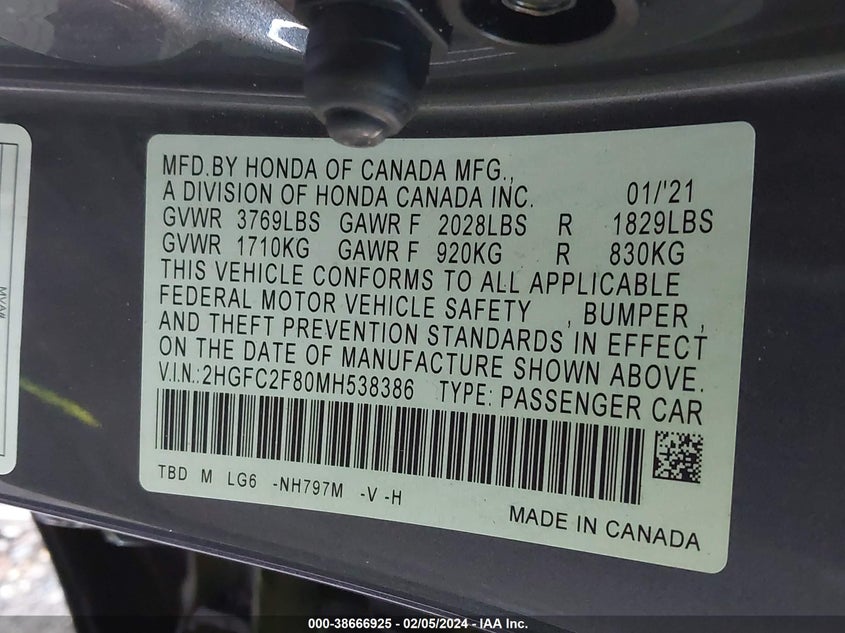 MFD.BY HONDA OF CANADA MFG.,
A DIVISION OF HONDA CANADA INC. 01/'21
GVWR 3769LBS GAWR F 2028LBS R 1829LBS
GVWR 1710KG GAWR F 920KG R 830KG
THIS VEHICLE CONFORMS TO ALL APPLICABLE
FEDERAL MOTOR VEHICLE SAFETY , BUMPER ,
AND THEFT PREVENTION STANDARDS IN EFFECT
ON THE DATE OF MANUFACTURE SHOWN ABOVE.
V.I.N.:2HGFC2F80MH538386 TYPE: PASSENGER CAR
TBD M LG6 -NH797M -V -H
MADE IN CANADA
000-38666925 - 02/05/2024 - IAA Inc.